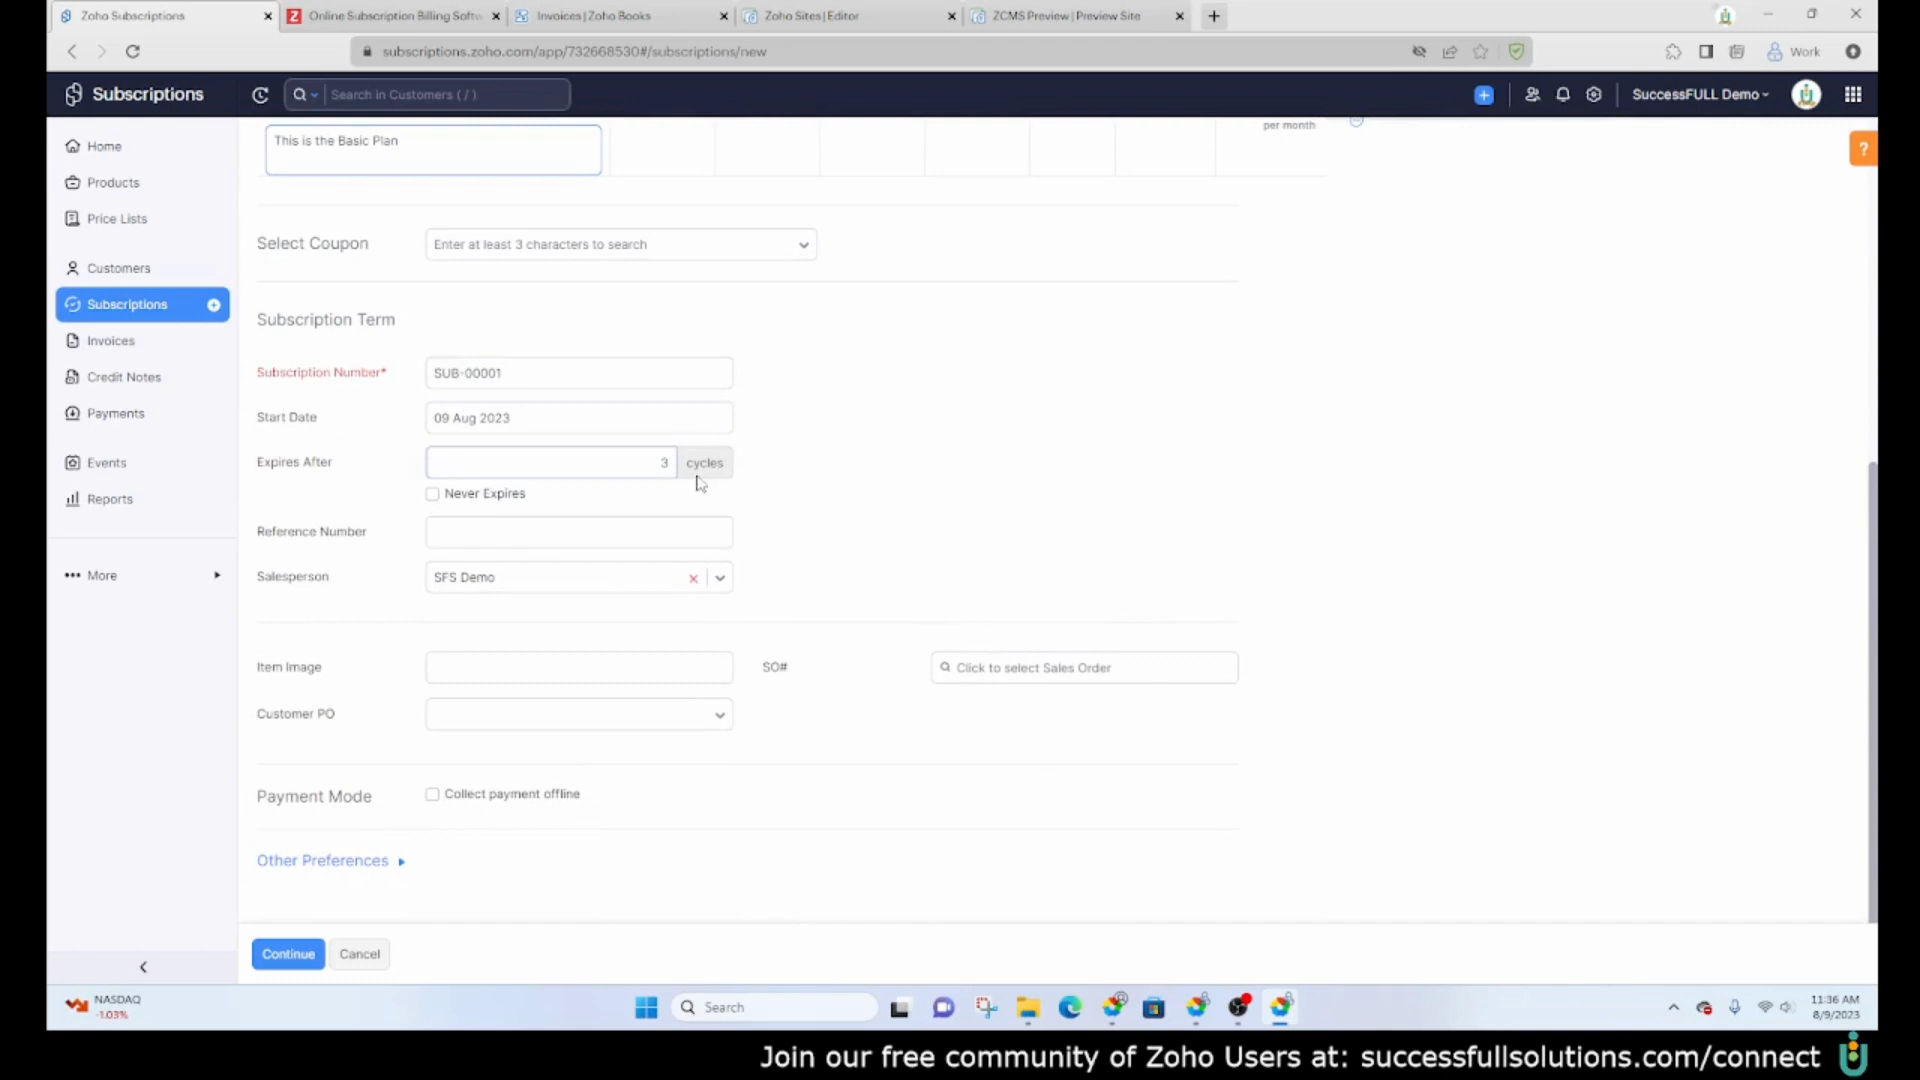 Zoho Subscriptions
Online Subscription Billing Softw
Invoices | Zoho Books
Zoho Sites | Editor
ZCMS Preview | Preview Site
subscriptions.zoho.com/app/732668530#/subscriptions/new
Work
Subscriptions
Search in Customers ( / )
SuccessFULL Demo
Home
Products
Price Lists
Customers
Subscriptions
Invoices
Credit Notes
Payments
Events
Reports
More
This is the Basic Plan
per month
?
Select Coupon
Enter at least 3 characters to search
Subscription Term
Subscription Number*
SUB-00001
Start Date
09 Aug 2023
Expires After
3
cycles
Never Expires
Reference Number
Salesperson
SFS Demo
Item Image
SO#
Click to select Sales Order
Customer PO
Payment Mode
Collect payment offline
Other Preferences
Continue
Cancel
NASDAQ
-1.03%
Search
11:36 AM
8/9/2023
Join our free community of Zoho Users at: successfullsolutions.com/connect